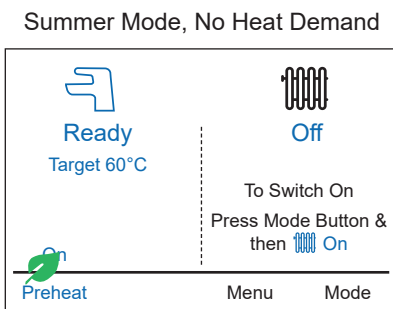 Summer Mode, No Heat Demand
Ready
Target 60°C
On
Preheat
Off
To Switch On
Press Mode Button &
then On
Menu
Mode